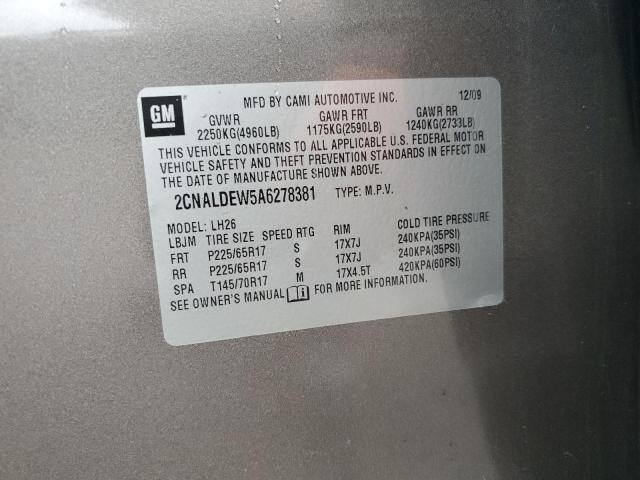 GM
MFD BY CAMI AUTOMOTIVE INC. 12/09
GVWR GAWR FRT GAWR RR
2250KG(4960LB) 1175KG(2590LB) 1240KG(2733LB)
THIS VEHICLE CONFORMS TO ALL APPLICABLE U.S. FEDERAL MOTOR
VEHICLE SAFETY AND THEFT PREVENTION STANDARDS IN EFFECT ON
THE DATE OF MANUFACTURE SHOWN ABOVE.
2CNALDEW5A6278381 TYPE: M.P.V.
MODEL: LH26
LBJM TIRE SIZE SPEED RTG RIM COLD TIRE PRESSURE
FRT P225/65R17 S 17X7J 240KPA(35PSI)
RR P225/65R17 S 17X7J 240KPA(35PSI)
SPA T145/70R17 M 17X4.5T 420KPA(60PSI)
SEE OWNER'S MANUAL i FOR MORE INFORMATION.